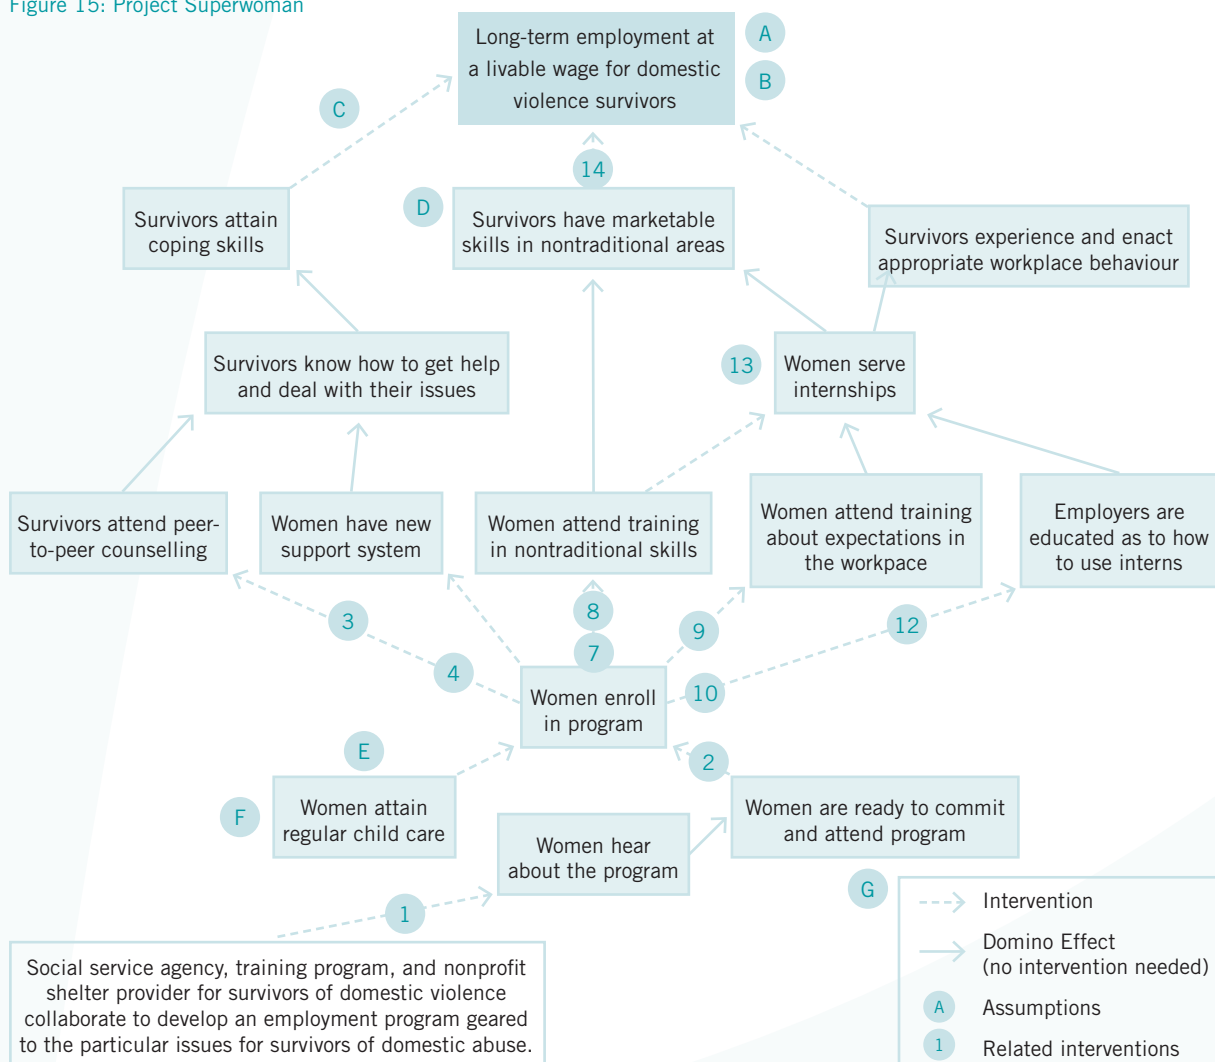 Figure 15: Project Superwoman
Long-term employment at
a livable wage for domestic
violence survivors
A
B
C
14
D
Survivors attain
coping skills
Survivors have marketable
skills in nontraditional areas
Survivors experience and enact
appropriate workplace behaviour
Survivors know how to get help
and deal with their issues
13
Women serve
internships
Survivors attend peer-
to-peer counselling
Women have new
support system
Women attend training
in nontraditional skills
Women attend training
about expectations in
the workpace
Employers are
educated as to how
to use interns
3
4
8
7
9
10
12
Women enroll
in program
E
F
2
Women attain
regular child care
Women hear
about the program
Women are ready to commit
and attend program
G
1
Social service agency, training program, and nonprofit
shelter provider for survivors of domestic violence
collaborate to develop an employment program geared
to the particular issues for survivors of domestic abuse.
Intervention
Domino Effect
(no intervention needed)
A Assumptions
1 Related interventions